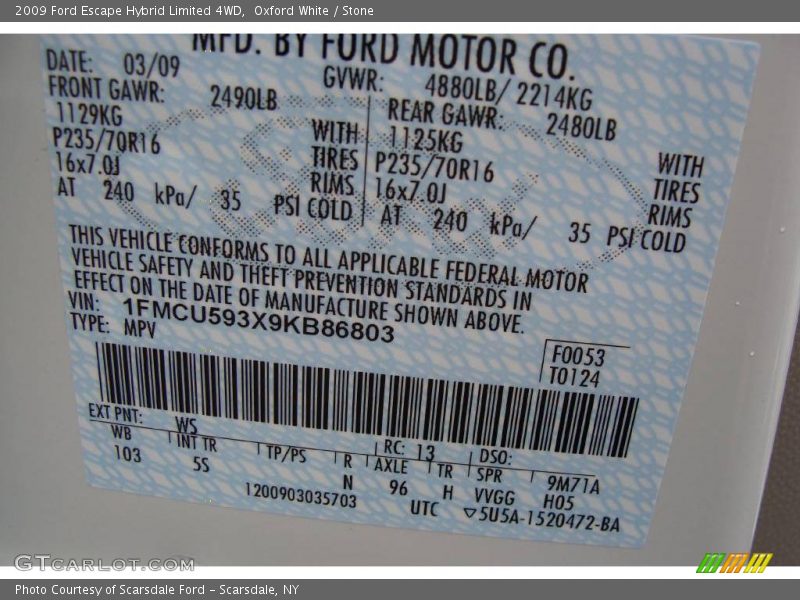 2009 Ford Escape Hybrid Limited 4WD,  Oxford White / Stone
MFD. BY FORD MOTOR CO.
DATE: 03/09 GVWR: 4880LB/ 2214KG
FRONT GAWR: 2490LB REAR GAWR: 2480LB
1129KG WITH 1125KG WITH
P235/70R16 TIRES P235/70R16 TIRES
16x7.0J RIMS 16x7.0J RIMS
AT 240 kPa/ 35 PSI COLD AT 240 kPa/ 35 PSI COLD
THIS VEHICLE CONFORMS TO ALL APPLICABLE FEDERAL MOTOR
VEHICLE SAFETY AND THEFT PREVENTION STANDARDS IN
EFFECT ON THE DATE OF MANUFACTURE SHOWN ABOVE.
VIN: 1FMCU593X9KB86803
TYPE: MPV
F0053
T0124
EXT PNT: WS RC: 13 DSO:
WB INT TR TP/PS R AXLE TR SPR 9M71A
103 5S N 96 H VVGG H05
1200903035703 UTC ▽5U5A-1520472-BA
GTCarLot.com
Photo Courtesy of Scarsdale Ford – Scarsdale, NY